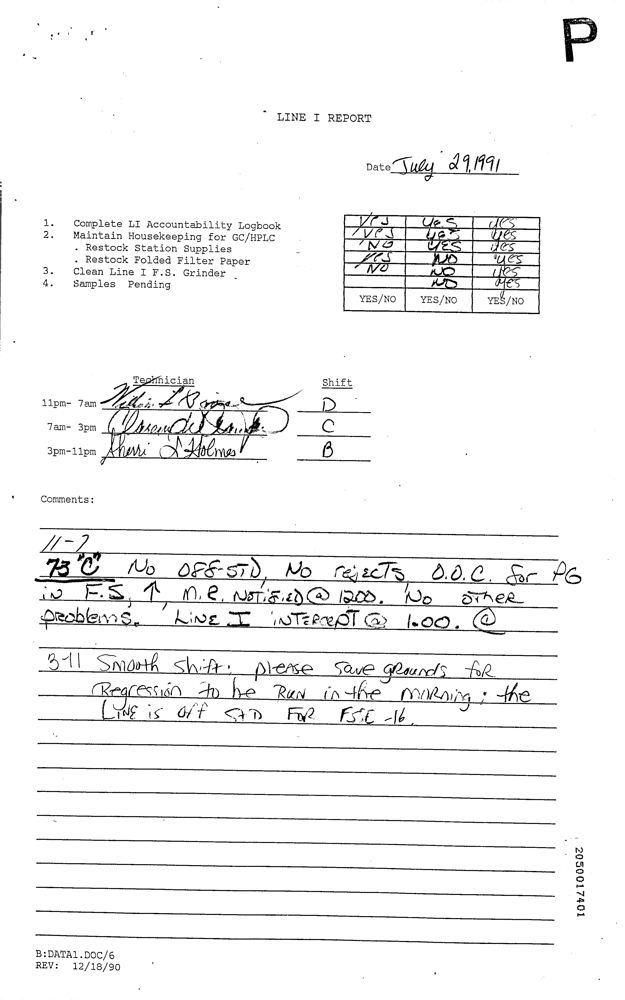 P
LINE I REPORT
Date July 29, 1991
1. Complete LI Accountability Logbook
2. Maintain Housekeeping for GC/HPLC
. Restock Station Supplies
. Restock Folded Filter Paper
3. Clean Line I F.S. Grinder
4. Samples Pending
YES YES YES
YES YES YES
NO YES YES
YES NO YES
NO NO YES
NO YES
YES/NO YES/NO YES/NO
Technician Shift
11pm- 7am D
7am- 3pm C
3pm-11pm Sherri L Holmes B
Comments:
11-7
73 "C" No OFF-STD, No rejects, O.O.C. for PG
in F.S, ↑ M.R. NOTIFIED @ 1200. No other
problems. LINE I INTERCEPT @ 1.00.
3-11 Smooth shift; please save grounds for
Regression to be Run in the morning; the
LINE is off STD FOR FSE -16.
2050017401
B:DATA1.DOC/6
REV: 12/18/90